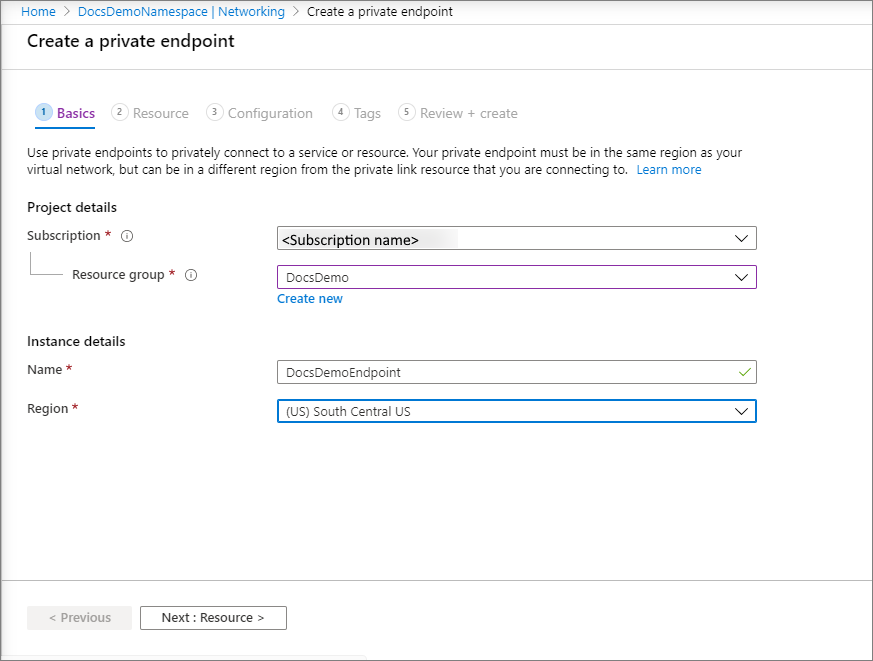 Home > DocsDemoNamespace | Networking > Create a private endpoint
Create a private endpoint
1 Basics 2 Resource 3 Configuration 4 Tags 5 Review + create
Use private endpoints to privately connect to a service or resource. Your private endpoint must be in the same region as your
virtual network, but can be in a different region from the private link resource that you are connecting to. Learn more
Project details
Subscription * <Subscription name>
Resource group * DocsDemo
Create new
Instance details
Name * DocsDemoEndpoint
Region * (US) South Central US
< Previous Next : Resource >